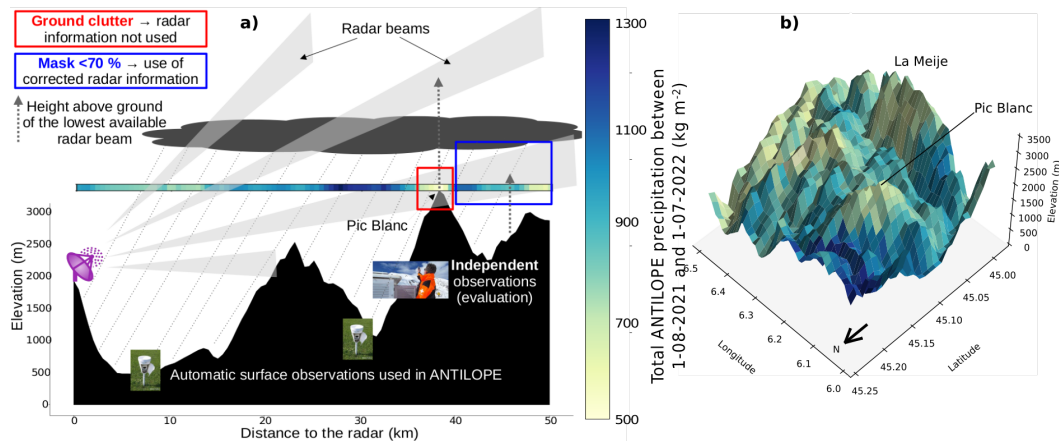 Ground clutter → radar
information not used
Mask <70 % → use of
corrected radar information
Height above ground
of the lowest available
radar beam
a)
Radar beams
Pic Blanc
Independent
observations
(evaluation)
Automatic surface observations used in ANTILOPE
Elevation (m)
3000
2500
2000
1500
1000
500
0
0
10
20
30
40
50
Distance to the radar (km)
1300
1100
900
700
500
Total ANTILOPE precipitation between
1-08-2021 and 1-07-2022 (kg m-2)
b)
La Meije
Pic Blanc
3500
3000
2500
2000
1500
1000
500
0
Elevation (m)
6.4
6.3
6.2
6.1
6.0
Longitude
45.00
45.05
45.10
45.15
45.20
45.25
Latitude
N